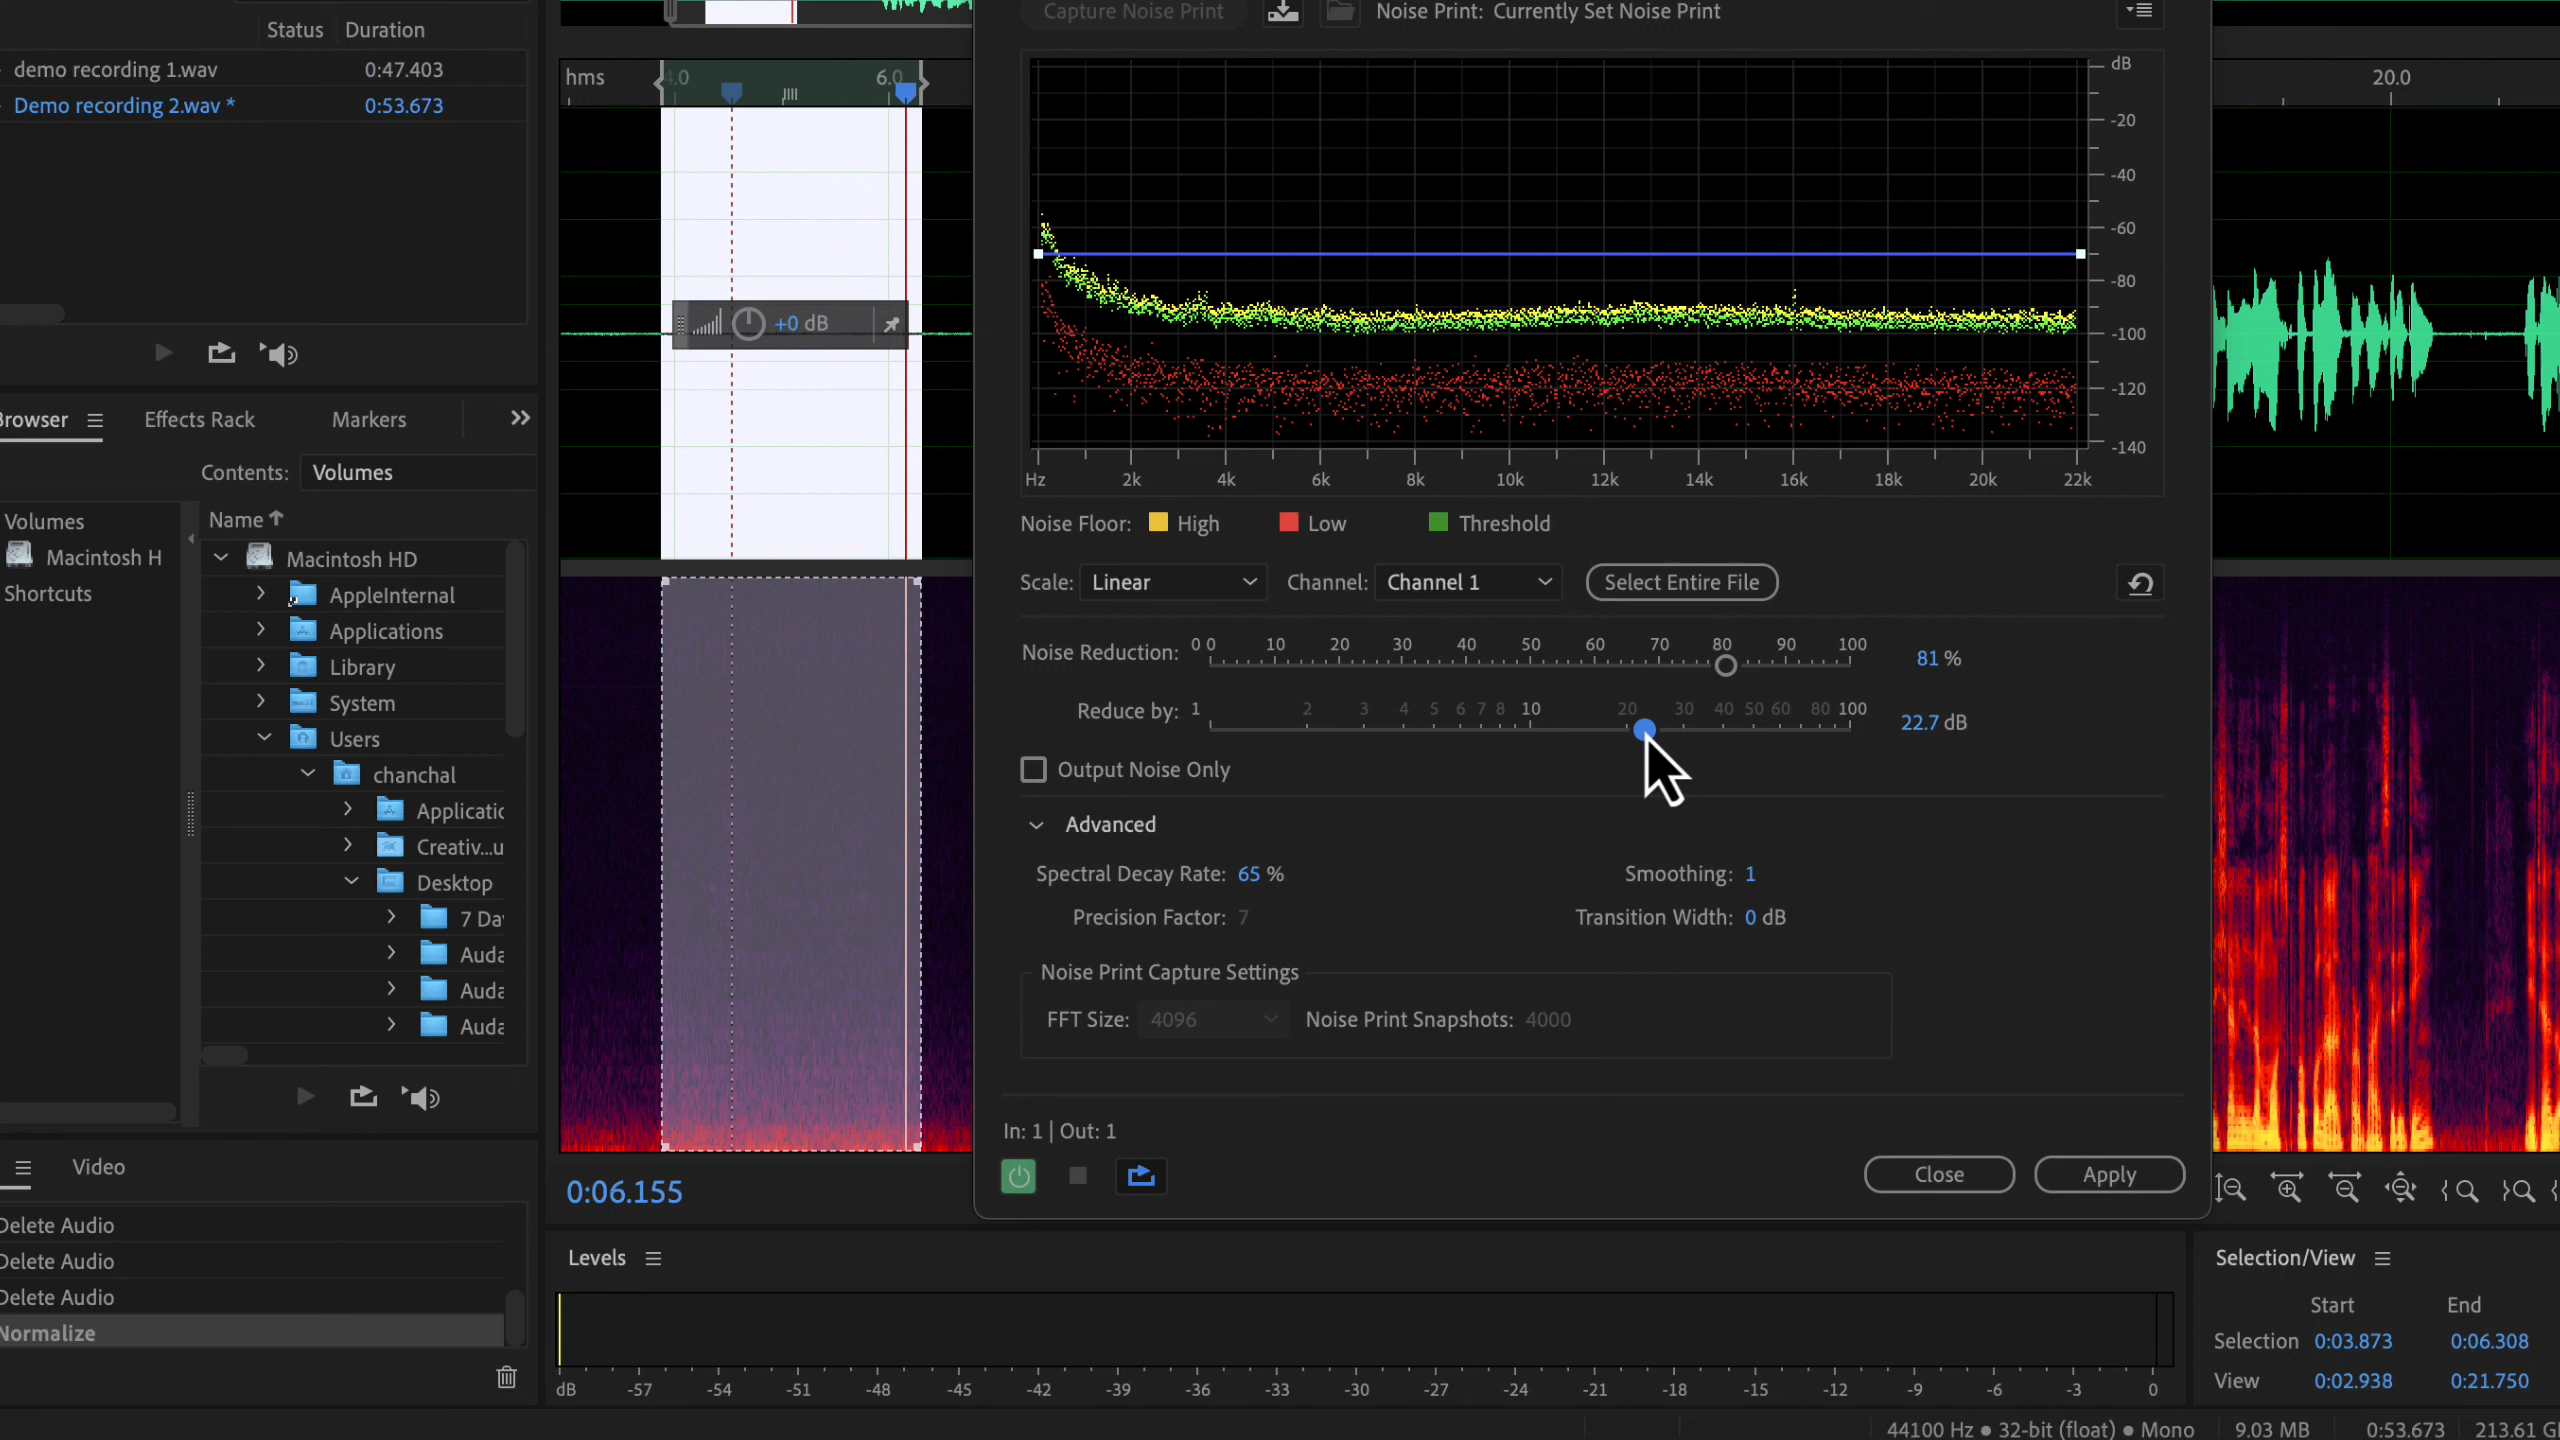 Status Duration
demo recording 1.wav 0:47.403
Demo recording 2.wav * 0:53.673
Browser Effects Rack Markers
Contents: Volumes
Volumes
Macintosh H
Shortcuts
Name
Macintosh HD
AppleInternal
Applications
Library
System
Users
chanchal
Applicatic
Creativ...u
Desktop
7 Da
Auda
Auda
Auda
Video
Delete Audio
Delete Audio
Delete Audio
Normalize
hms 4.0 6.0
+0 dB
0:06.155
Capture Noise Print Noise Print: Currently Set Noise Print
dB
-20
-40
-60
-80
-100
-120
-140
Hz 2k 4k 6k 8k 10k 12k 14k 16k 18k 20k 22k
Noise Floor: High Low Threshold
Scale: Linear Channel: Channel 1 Select Entire File
Noise Reduction: 0 0 10 20 30 40 50 60 70 80 90 100 81 %
Reduce by: 1 2 3 4 5 6 7 8 10 20 30 40 50 60 80 100 22.7 dB
Output Noise Only
Advanced
Spectral Decay Rate: 65 % Smoothing: 1
Precision Factor: 7 Transition Width: 0 dB
Noise Print Capture Settings
FFT Size: 4096 Noise Print Snapshots: 4000
In: 1 | Out: 1
Close Apply
20.0
Levels
dB -57 -54 -51 -48 -45 -42 -39 -36 -33 -30 -27 -24 -21 -18 -15 -12 -9 -6 -3 0
Selection/View
Start End
Selection 0:03.873 0:06.308
View 0:02.938 0:21.750
44100 Hz ● 32-bit (float) ● Mono 9.03 MB 0:53.673 213.61 G